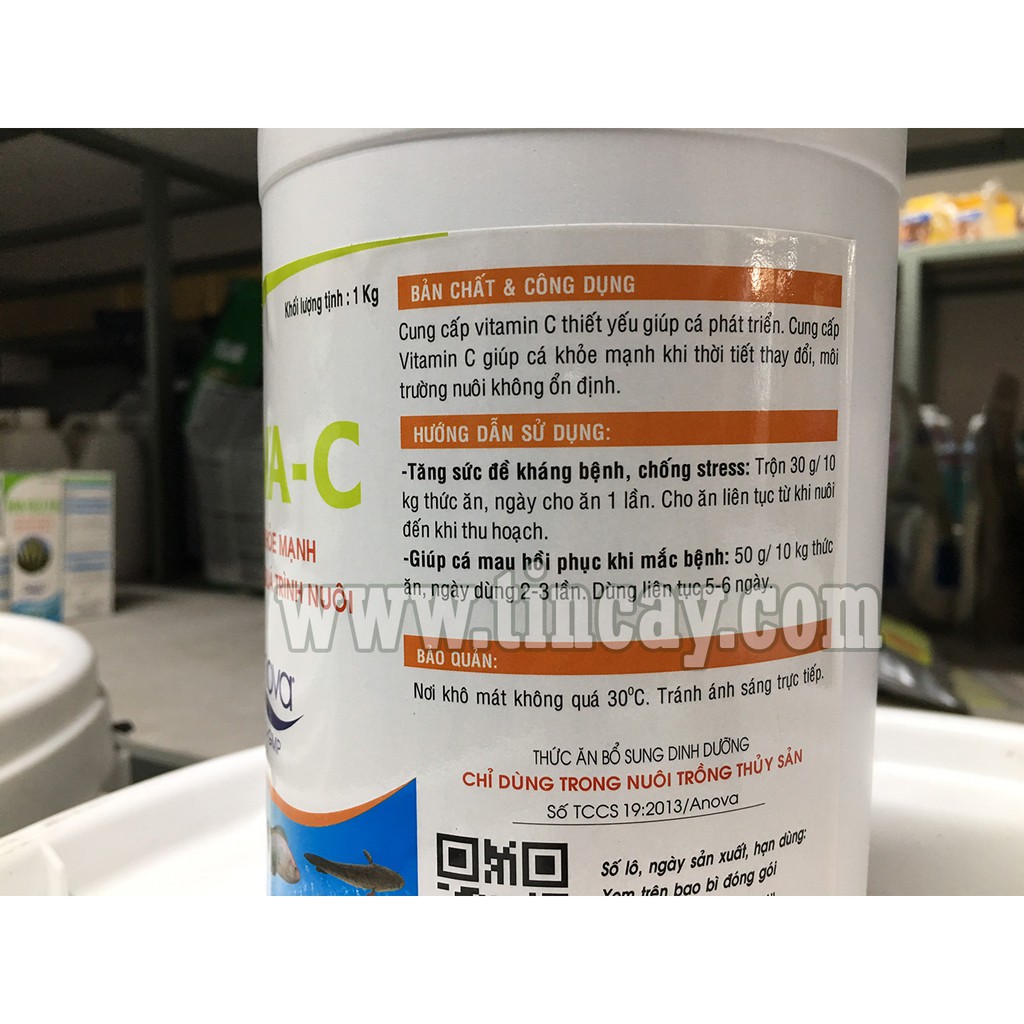 Khối lượng tịnh : 1 Kg
BẢN CHẤT & CÔNG DỤNG
Cung cấp vitamin C thiết yếu giúp cá phát triển. Cung cấp
Vitamin C giúp cá khỏe mạnh khi thời tiết thay đổi, môi
trường nuôi không ổn định.
HƯỚNG DẪN SỬ DỤNG:
-Tăng sức đề kháng bệnh, chống stress: Trộn 30 g/ 10
kg thức ăn, ngày cho ăn 1 lần. Cho ăn liên tục từ khi nuôi
đến khi thu hoạch.
-Giúp cá mau hồi phục khi mắc bệnh: 50 g/ 10 kg thức
ăn, ngày dùng 2-3 lần. Dùng liên tục 5-6 ngày.
www.tincay.com
BẢO QUẢN:
Nơi khô mát không quá 30°C. Tránh ánh sáng trực tiếp.
THỨC ĂN BỔ SUNG DINH DƯỠNG
CHỈ DÙNG TRONG NUÔI TRỒNG THỦY SẢN
Số TCCS 19:2013/Anova
Số lô, ngày sản xuất, hạn dùng:
Xem trên bao bì đóng gói
A-C
MẠNH
TRÌNH NUÔI